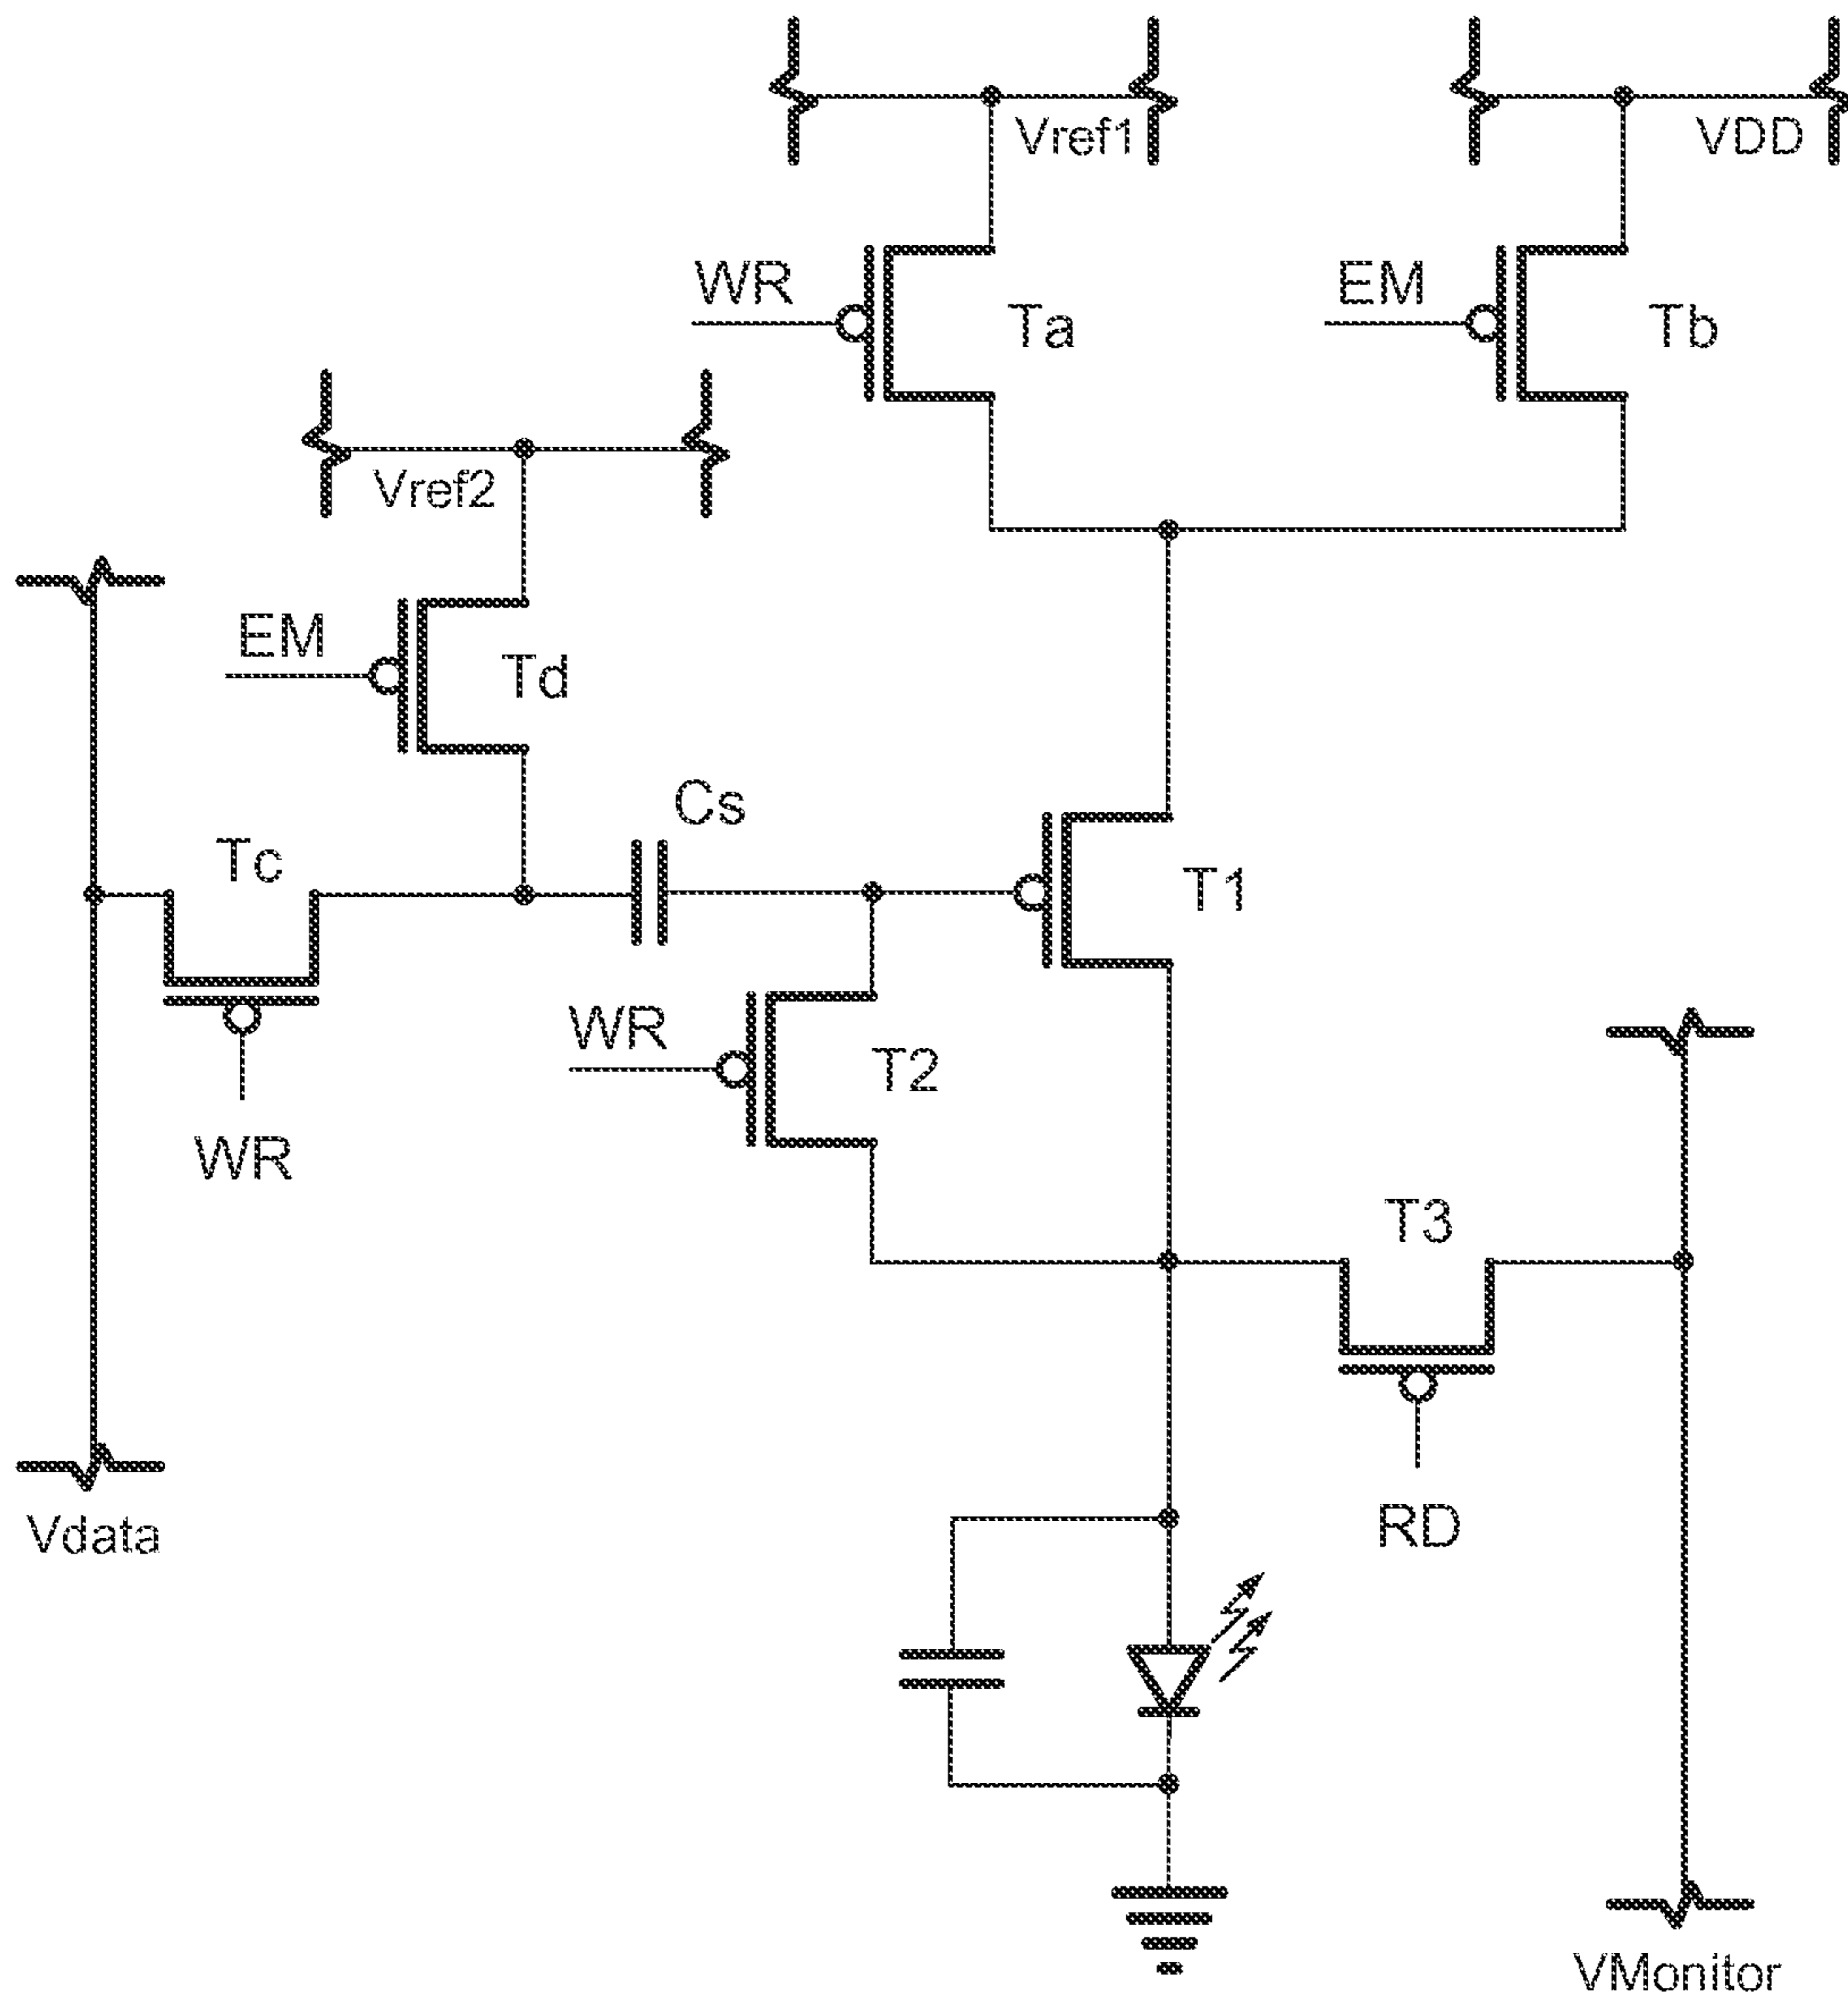 Vref1
VDD
WR
Ta
EM
Tb
Vref2
EM
Td
Cs
Tc
T1
WR
T2
WR
T3
RD
Vdata
VMonitor